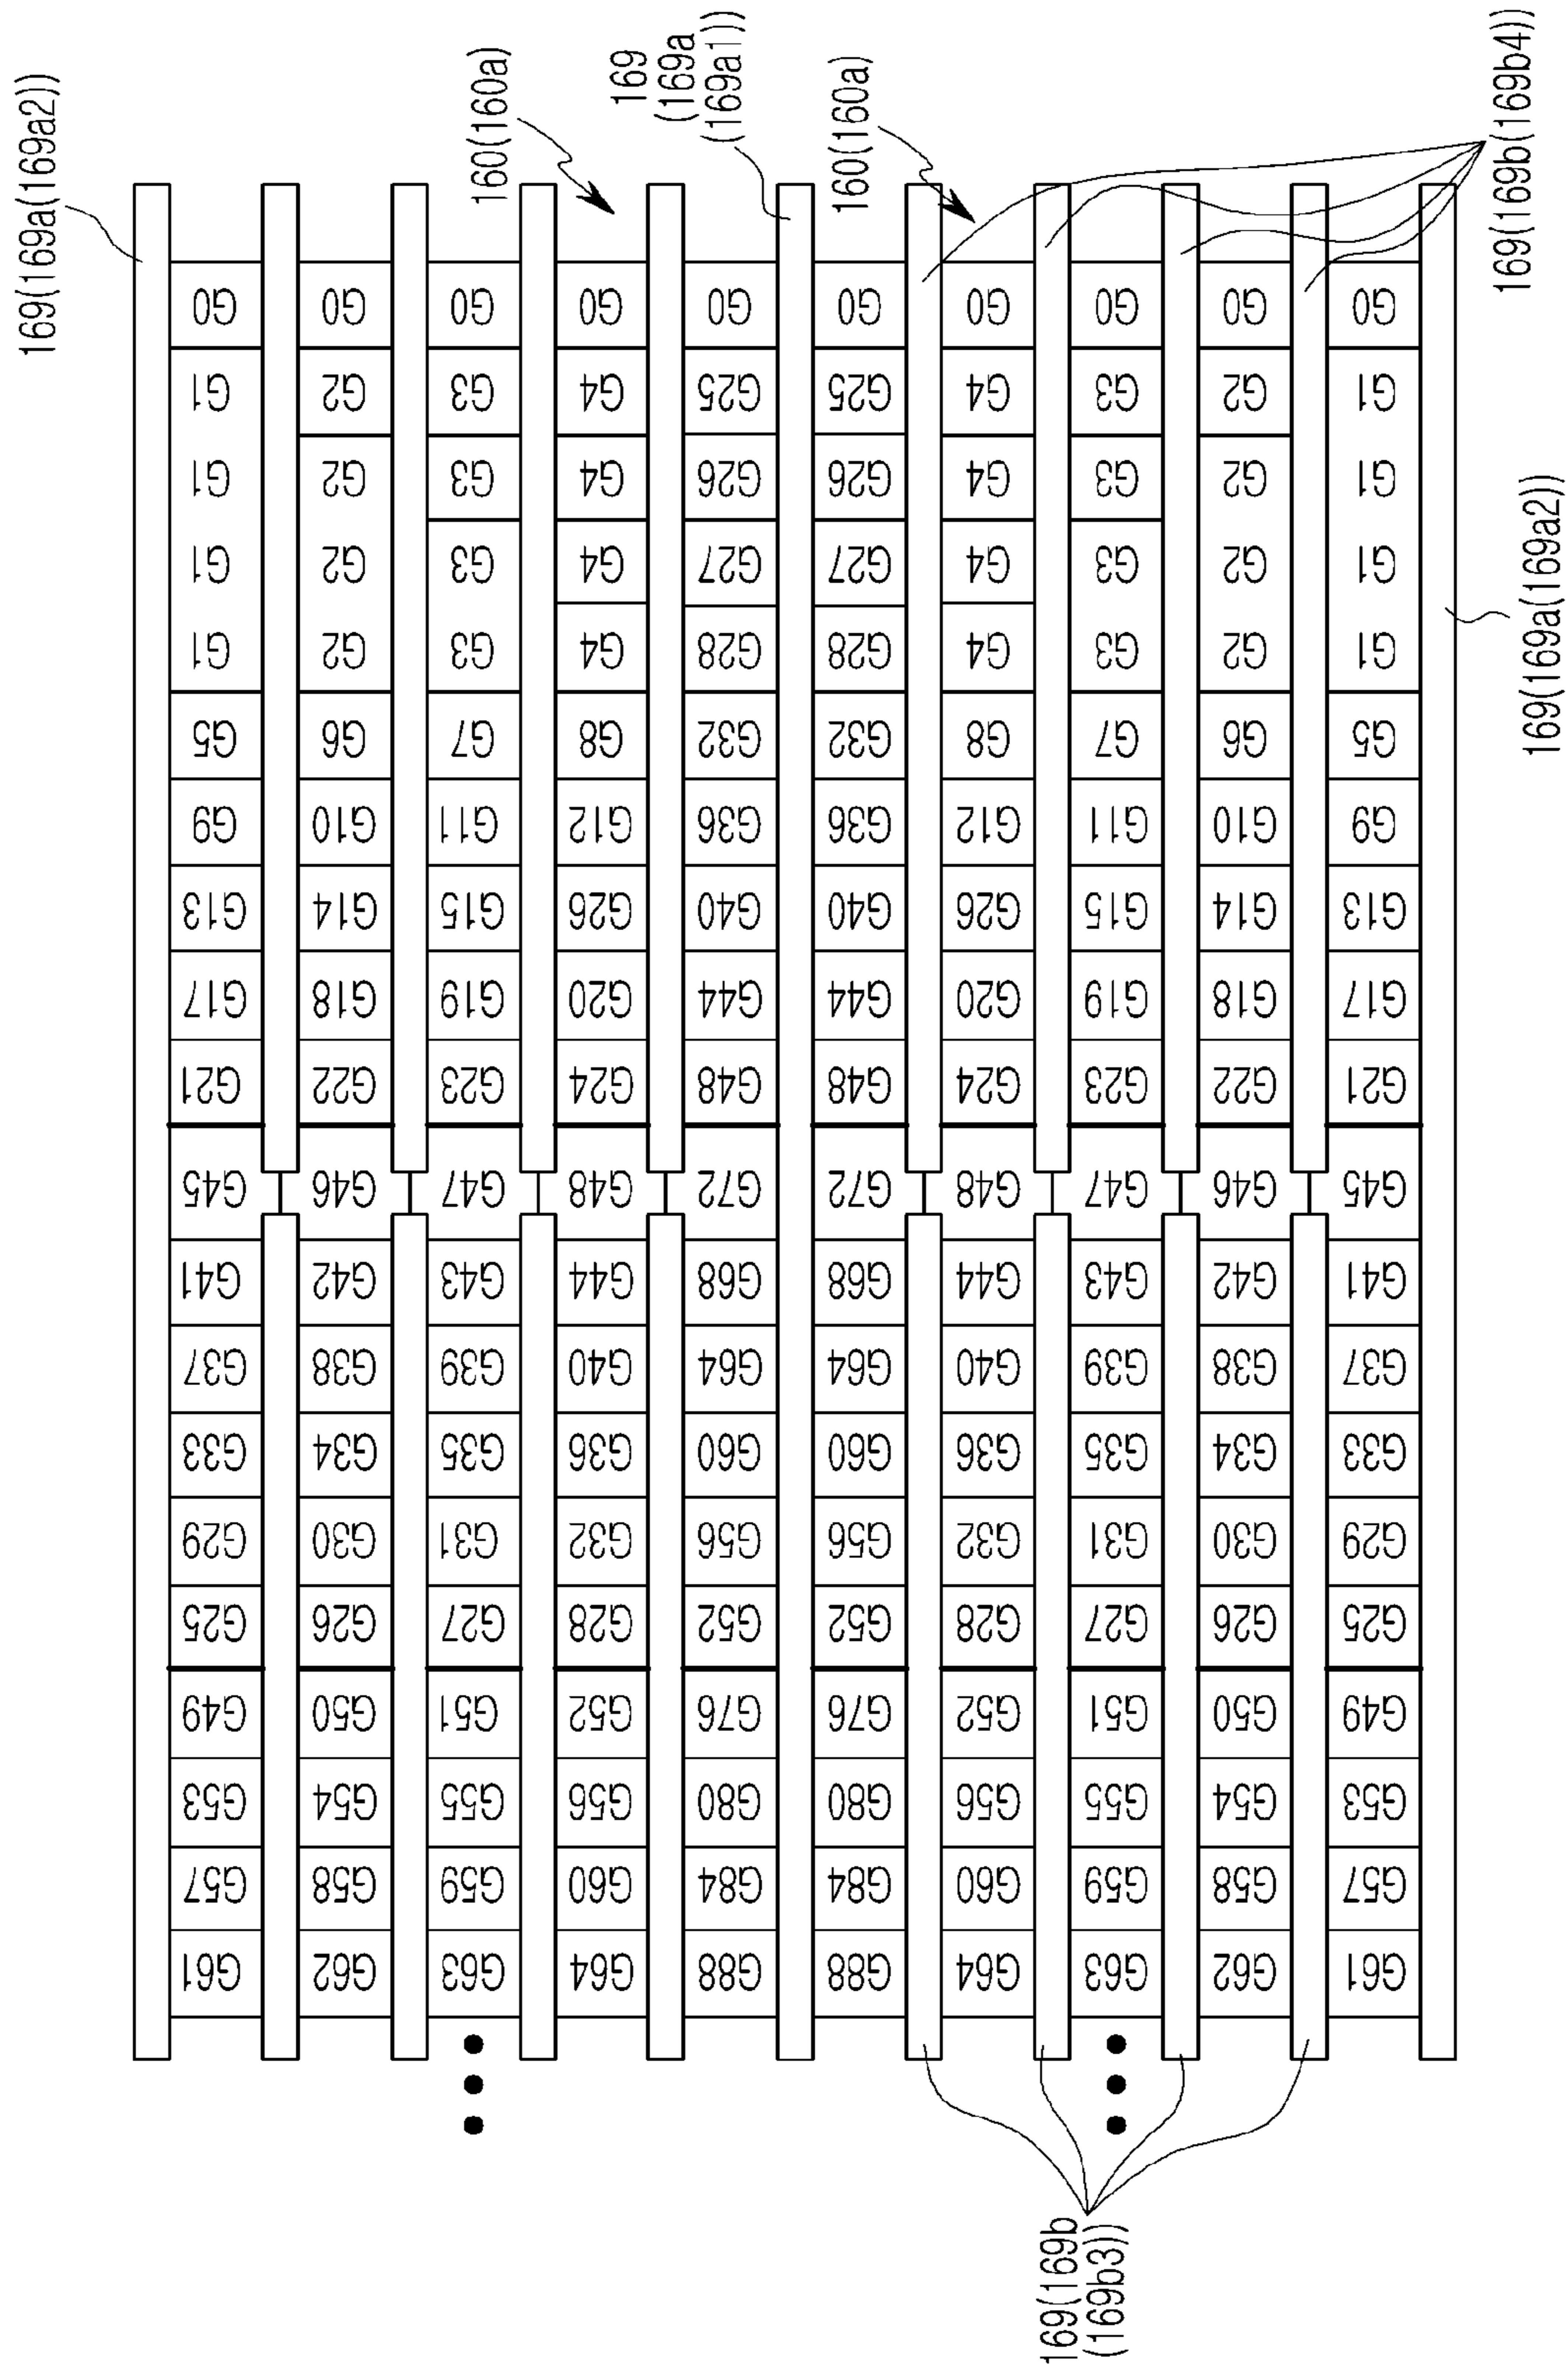 169(169a(169a2))
160(160a)
169
(169a
(169a1))
160(160a)
169(169b(169b4))
G0 G0 G0 G0 G0 G0 G0 G0 G0 G0
G1 G2 G3 G4 G25 G25 G4 G3 G2 G1
G1 G2 G3 G4 G26 G26 G4 G3 G2 G1
G1 G2 G3 G4 G27 G27 G4 G3 G2 G1
G1 G2 G3 G4 G28 G28 G4 G3 G2 G1
G5 G6 G7 G8 G32 G32 G8 G7 G6 G5
G9 G10 G11 G12 G36 G36 G12 G11 G10 G9
G13 G14 G15 G26 G40 G40 G26 G15 G14 G13
G17 G18 G19 G20 G44 G44 G20 G19 G18 G17
G21 G22 G23 G24 G48 G48 G24 G23 G22 G21
G45 G46 G47 G48 G72 G72 G48 G47 G46 G45
G41 G42 G43 G44 G68 G68 G44 G43 G42 G41
G37 G38 G39 G40 G64 G64 G40 G39 G38 G37
G33 G34 G35 G36 G60 G60 G36 G35 G34 G33
G29 G30 G31 G32 G56 G56 G32 G31 G30 G29
G25 G26 G27 G28 G52 G52 G28 G27 G26 G25
G49 G50 G51 G52 G76 G76 G52 G51 G50 G49
G53 G54 G55 G56 G80 G80 G56 G55 G54 G53
G57 G58 G59 G60 G84 G84 G60 G59 G58 G57
G61 G62 G63 G64 G88 G88 G64 G63 G62 G61
169(169a(169a2))
169(169b
(169b3))